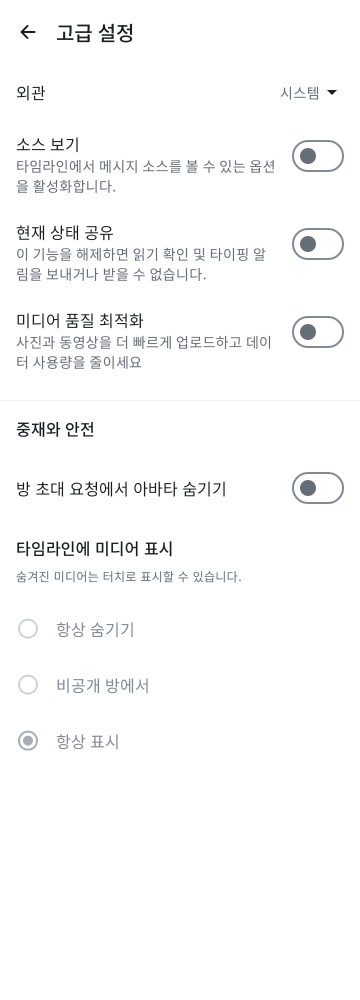 고급 설정
외관
시스템
소스 보기
타임라인에서 메시지 소스를 볼 수 있는 옵션
을 활성화합니다.
현재 상태 공유
이 기능을 해제하면 읽기 확인 및 타이핑 알
림을 보내거나 받을 수 없습니다.
미디어 품질 최적화
사진과 동영상을 더 빠르게 업로드하고 데이
터 사용량을 줄이세요
중재와 안전
방 초대 요청에서 아바타 숨기기
타임라인에 미디어 표시
숨겨진 미디어는 터치로 표시할 수 있습니다.
항상 숨기기
비공개 방에서
항상 표시